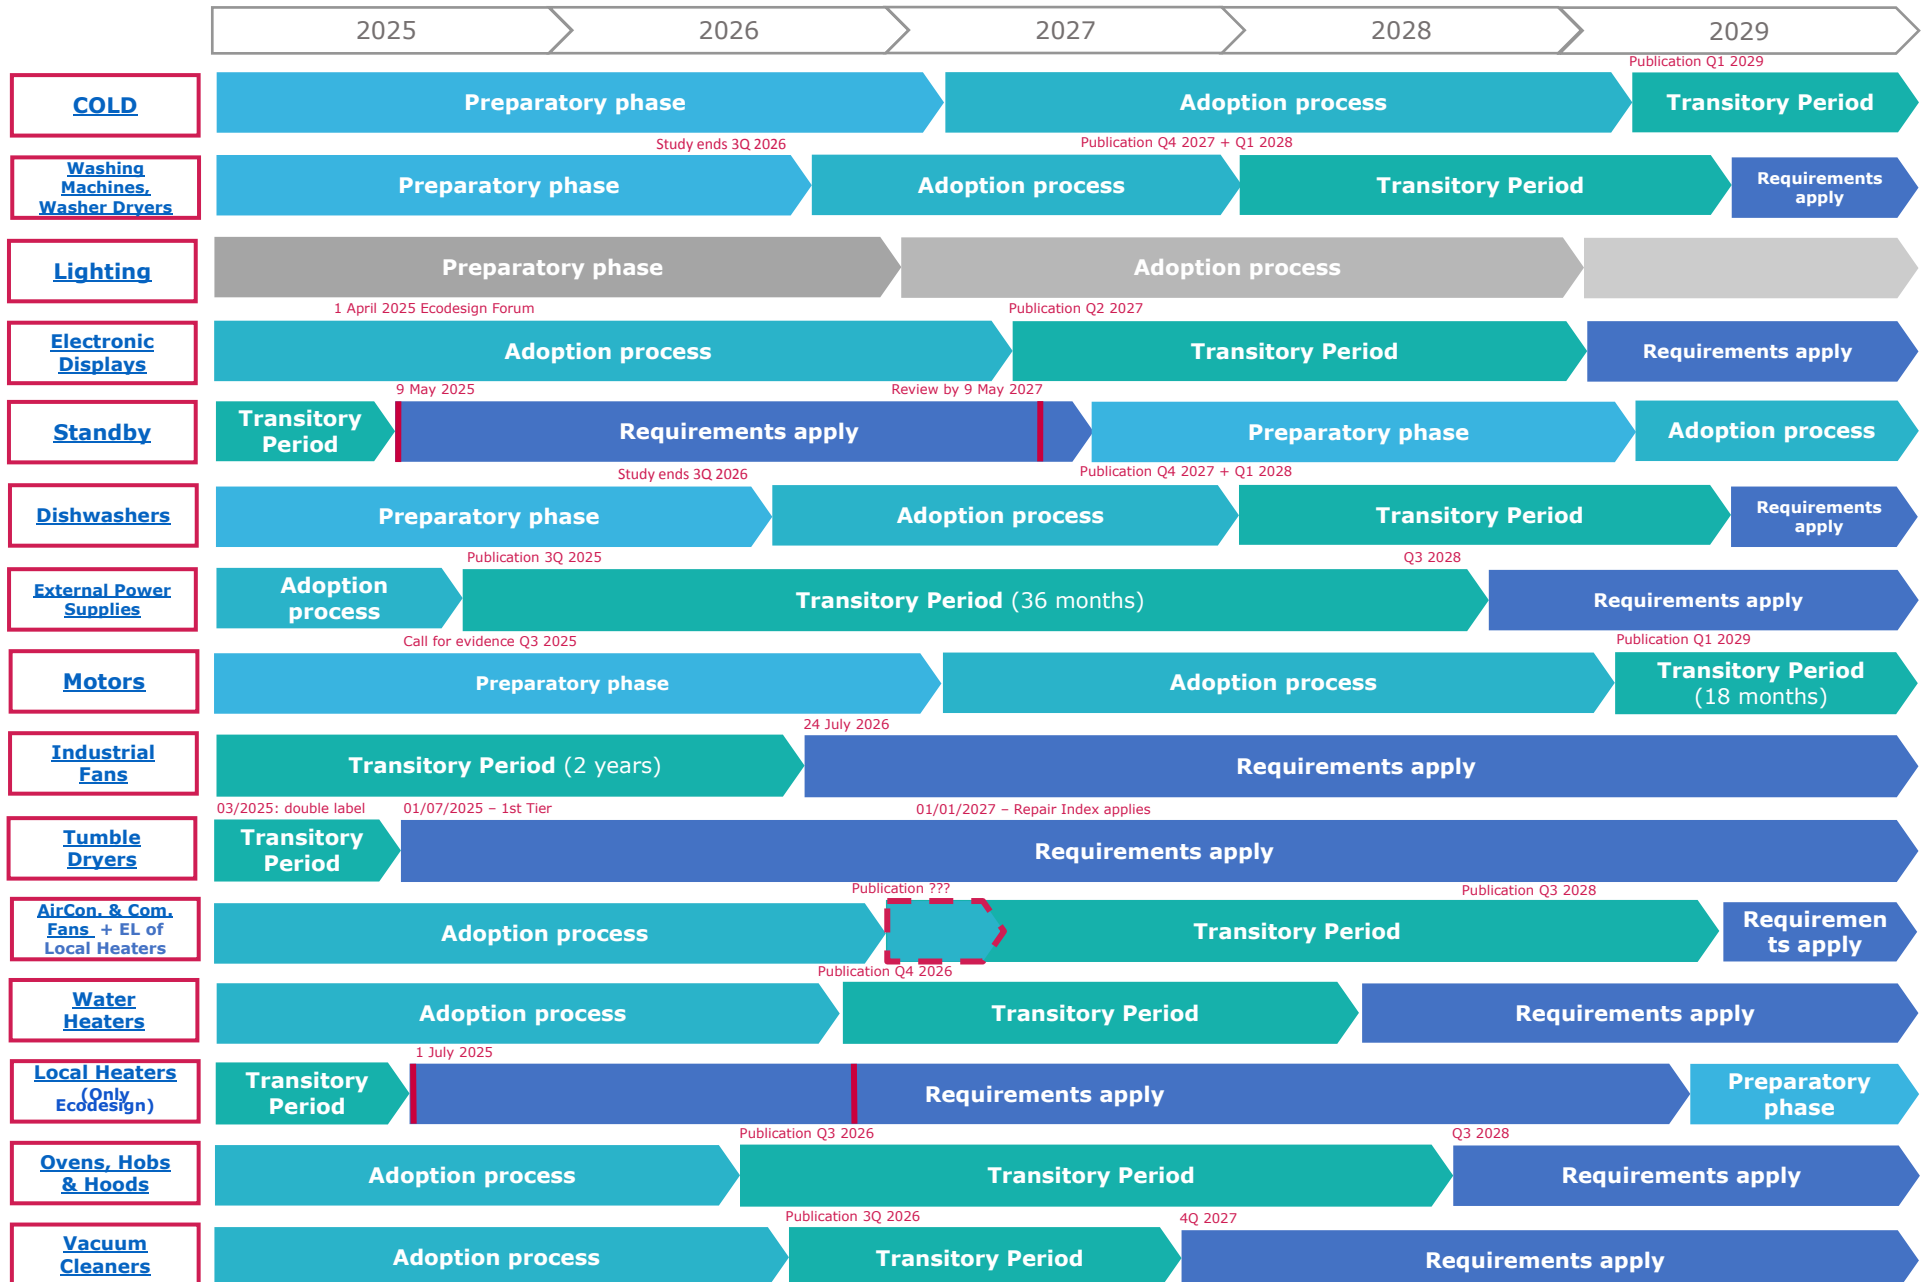 2025 2026 2027 2028 2029
Publication Q1 2029
COLD
Preparatory phase Adoption process Transitory Period
Study ends 3Q 2026 Publication Q4 2027 + Q1 2028
Washing
Machines,
Washer Dryers
Preparatory phase Adoption process Transitory Period
Requirements
apply
Lighting
Preparatory phase Adoption process
1 April 2025 Ecodesign Forum Publication Q2 2027
Electronic
Displays
Adoption process Transitory Period Requirements apply
9 May 2025 Review by 9 May 2027
Standby
Transitory
Period
Requirements apply Preparatory phase Adoption process
Study ends 3Q 2026 Publication Q4 2027 + Q1 2028
Dishwashers
Preparatory phase Adoption process Transitory Period
Requirements
apply
Publication 3Q 2025 Q3 2028
External Power
Supplies
Adoption
process
Transitory Period (36 months) Requirements apply
Call for evidence Q3 2025 Publication Q1 2029
Motors
Preparatory phase Adoption process
Transitory Period
(18 months)
24 July 2026
Industrial
Fans
Transitory Period (2 years) Requirements apply
03/2025: double label 01/07/2025 – 1st Tier 01/01/2027 – Repair Index applies
Tumble
Dryers
Transitory
Period
Requirements apply
Publication ??? Publication Q3 2028
AirCon. & Com.
Fans + EL of
Local Heaters
Adoption process Transitory Period
Requiremen
ts apply
Publication Q4 2026
Water
Heaters
Adoption process Transitory Period Requirements apply
1 July 2025
Local Heaters
(Only
Ecodesign)
Transitory
Period
Requirements apply
Preparatory
phase
Publication Q3 2026 Q3 2028
Ovens, Hobs
& Hoods
Adoption process Transitory Period Requirements apply
Publication 3Q 2026 4Q 2027
Vacuum
Cleaners
Adoption process Transitory Period Requirements apply